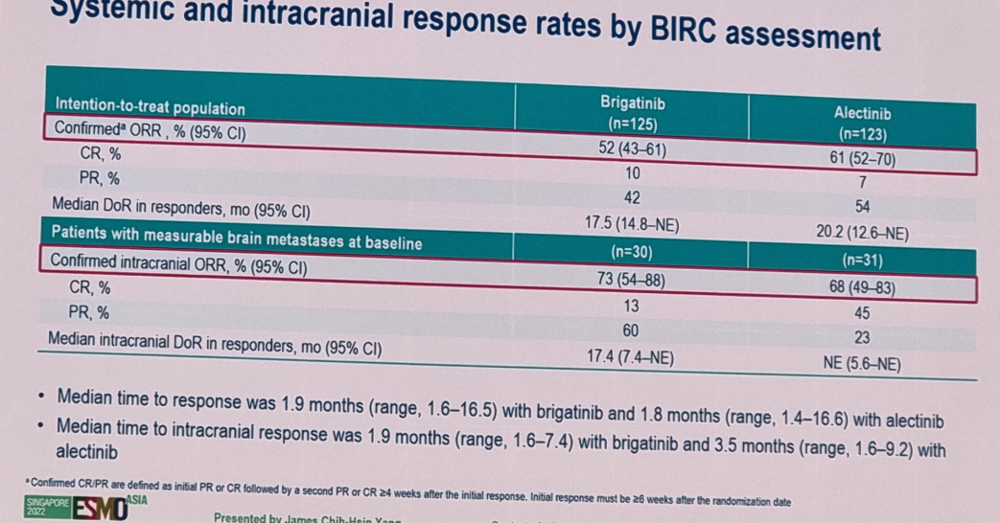 Systemic and intracranial response rates by BIRC assessment
Intention-to-treat population Brigatinib (n=125) Alectinib (n=123)
Confirmedᵃ ORR , % (95% CI) 52 (43–61) 61 (52–70)
CR, % 10 7
PR, % 42 54
Median DoR in responders, mo (95% CI) 17.5 (14.8–NE) 20.2 (12.6–NE)
Patients with measurable brain metastases at baseline (n=30) (n=31)
Confirmed intracranial ORR, % (95% CI) 73 (54–88) 68 (49–83)
CR, % 13 45
PR, % 60 23
Median intracranial DoR in responders, mo (95% CI) 17.4 (7.4–NE) NE (5.6–NE)
• Median time to response was 1.9 months (range, 1.6–16.5) with brigatinib and 1.8 months (range, 1.4–16.6) with alectinib
• Median time to intracranial response was 1.9 months (range, 1.6–7.4) with brigatinib and 3.5 months (range, 1.6–9.2) with
alectinib
ᵃ Confirmed CR/PR are defined as initial PR or CR followed by a second PR or CR ≥4 weeks after the initial response. Initial response must be ≥6 weeks after the randomization date
SINGAPORE
2022
ESMO ASIA
Presented by James Chih-Hsin Yang